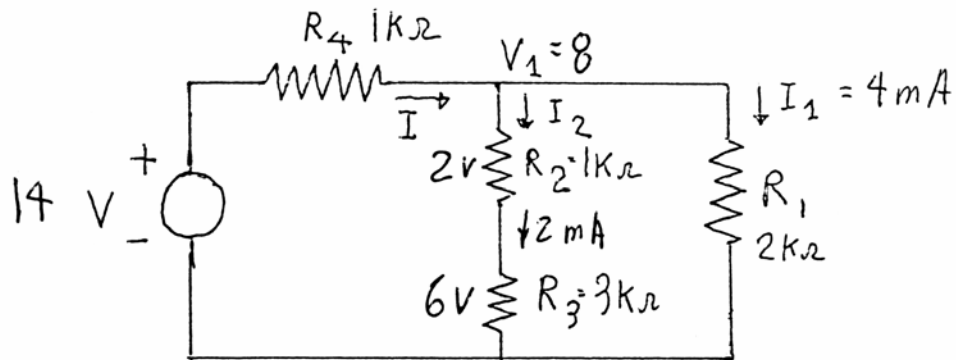 R4 1KΩ
V1 = 8
I
I2
I1 = 4mA
+
14 V
-
2v
R2=1KΩ
2mA
R1
2KΩ
6v
R3=3KΩ